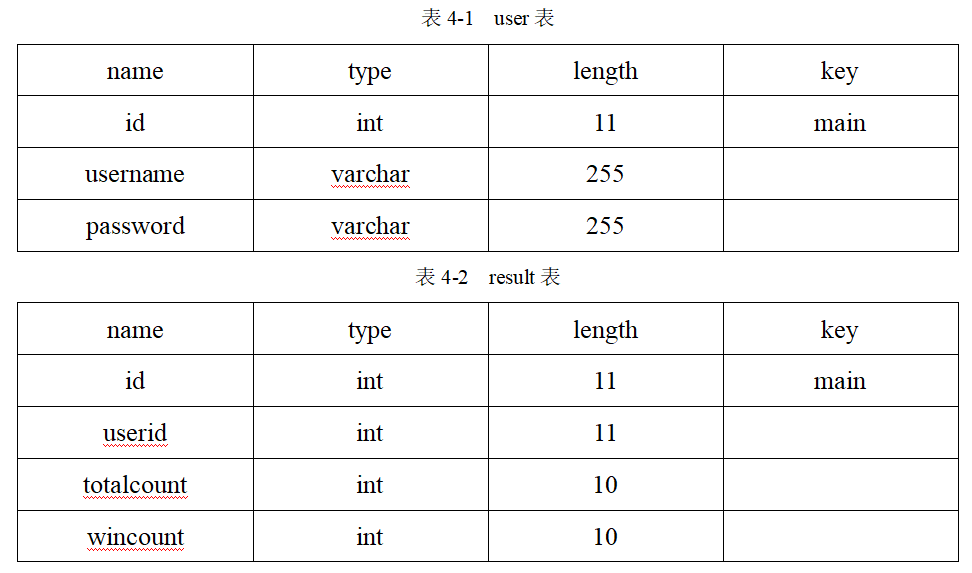 表 4-1 user 表
name type length key
id int 11 main
username varchar 255
password varchar 255
表 4-2 result 表
name type length key
id int 11 main
userid int 11
totalcount int 10
wincount int 10